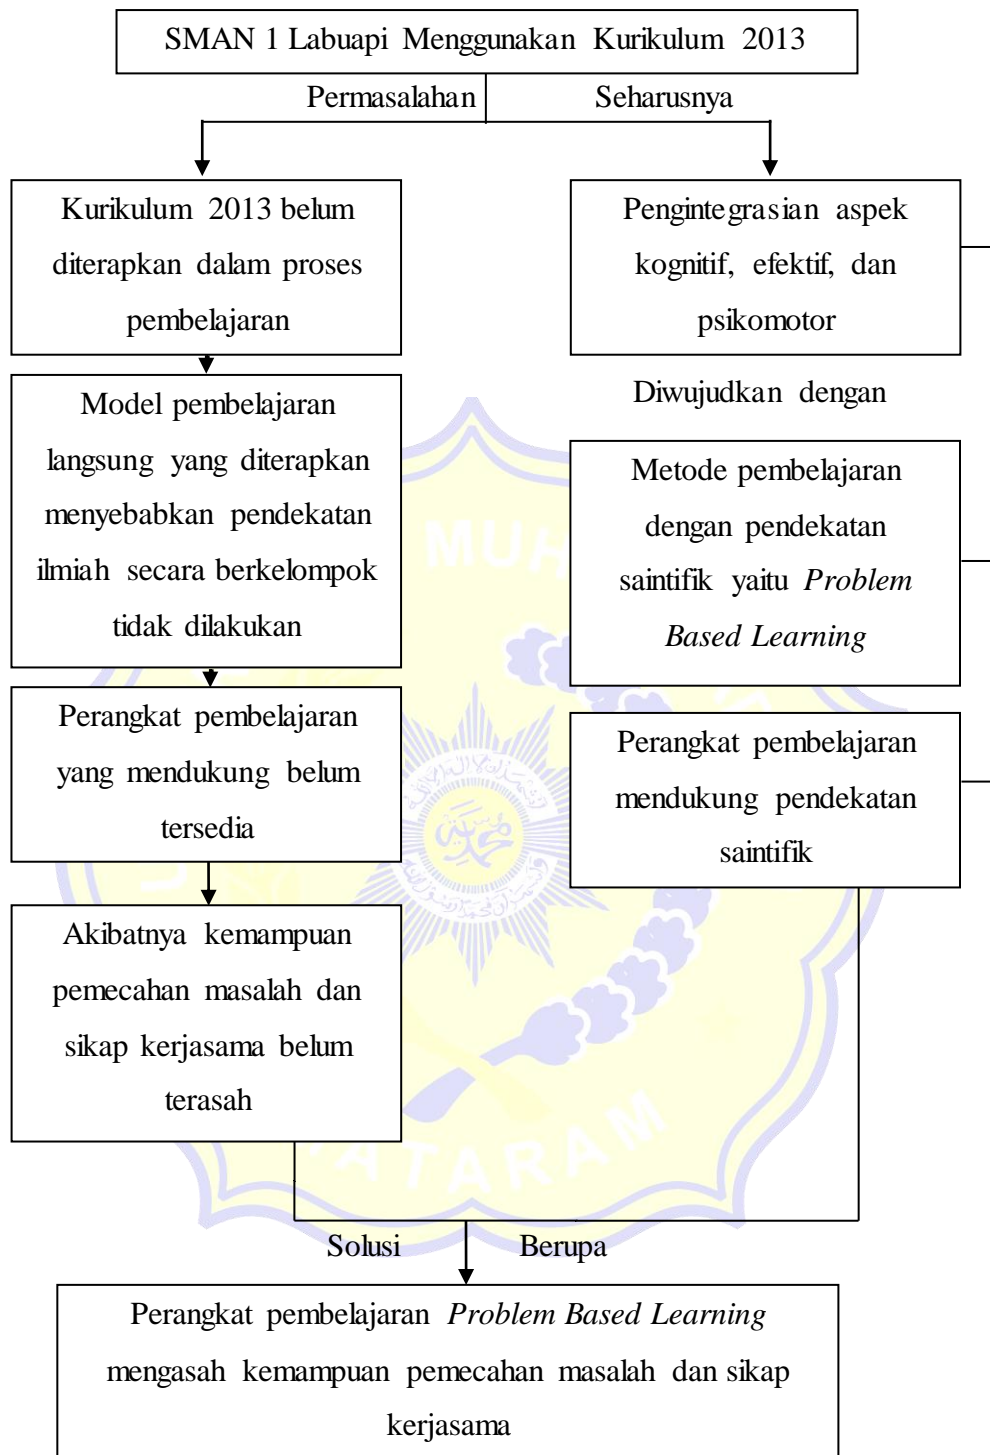 SMAN 1 Labuapi Menggunakan Kurikulum 2013
Permasalahan
Seharusnya
Kurikulum 2013 belum
diterapkan dalam proses
pembelajaran
Model pembelajaran
langsung yang diterapkan
menyebabkan pendekatan
ilmiah secara berkelompok
tidak dilakukan
Perangkat pembelajaran
yang mendukung belum
tersedia
Akibatnya kemampuan
pemecahan masalah dan
sikap kerjasama belum
terasah
Pengintegrasian aspek
kognitif, efektif, dan
psikomotor
Diwujudkan dengan
Metode pembelajaran
dengan pendekatan
saintifik yaitu Problem
Based Learning
Perangkat pembelajaran
mendukung pendekatan
saintifik
Solusi
Berupa
Perangkat pembelajaran Problem Based Learning
mengasah kemampuan pemecahan masalah dan sikap
kerjasama
MUH
MATARAM